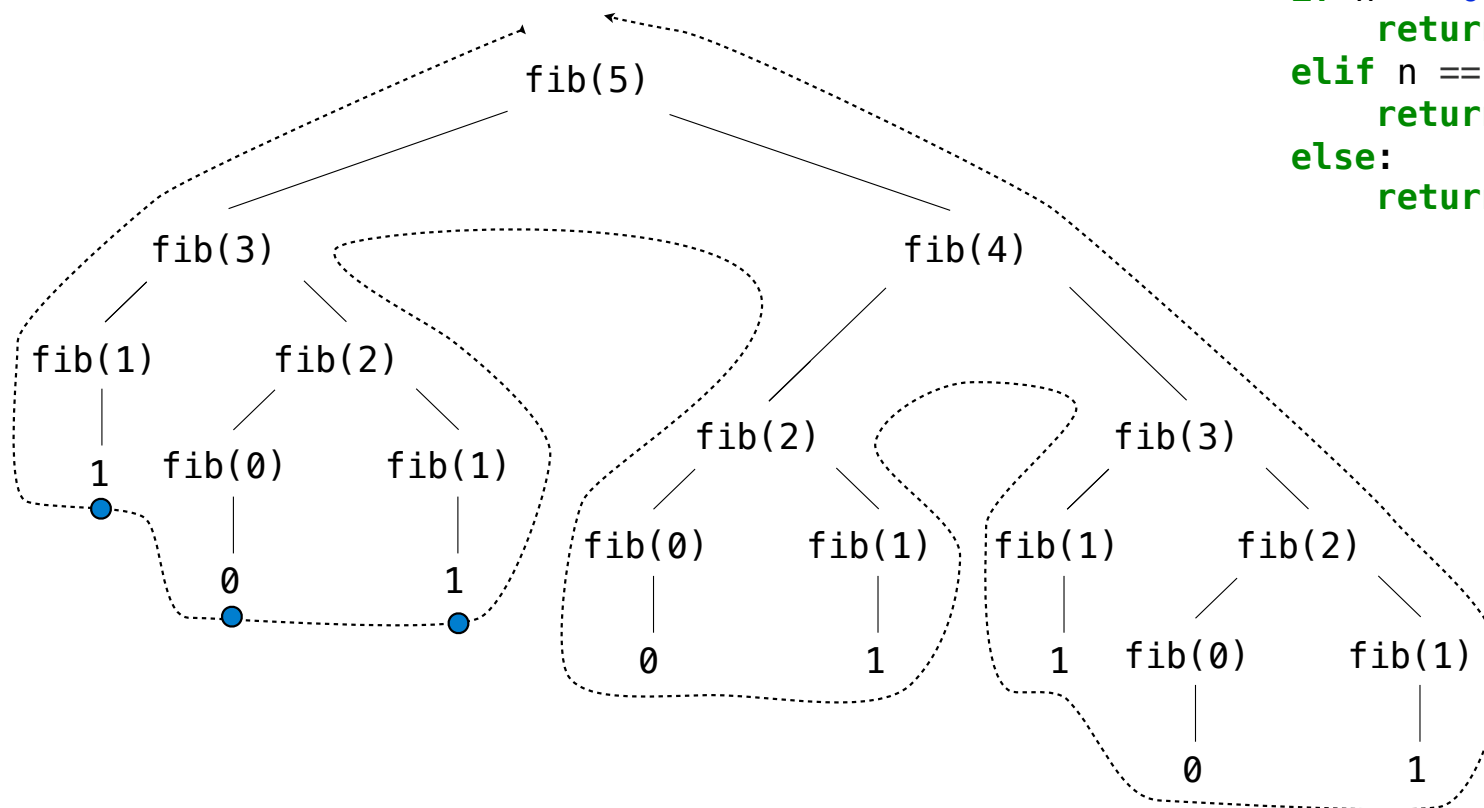 fib(5)
elif n ==
else:
fib(3) fib(4)
fib(1) fib(2)
fib(2) fib(3)
1 fib(0) fib(1)
fib(0) fib(1) fib(1) fib(2)
0 1
0 1 1 fib(0) fib(1)
0 1